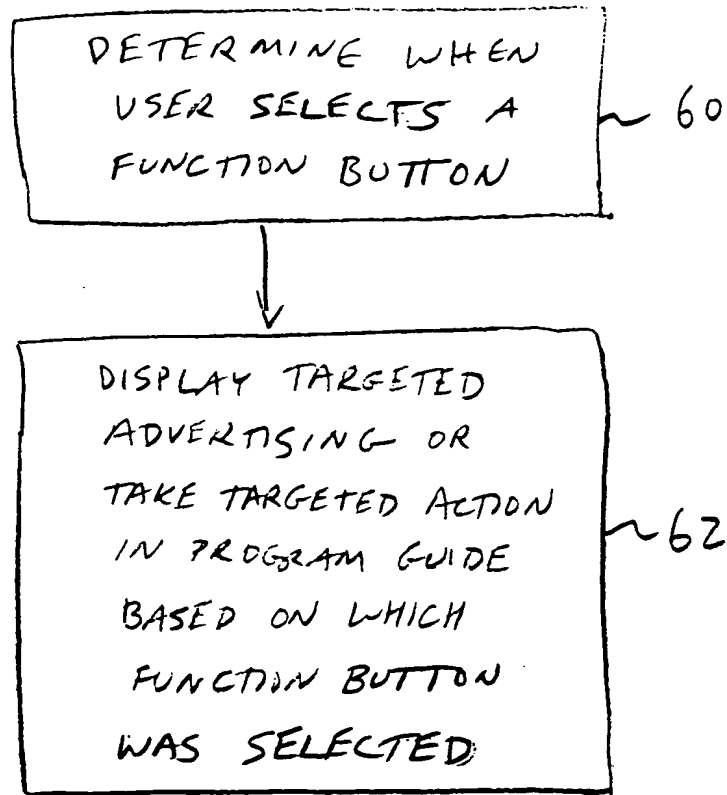 DETERMINE WHEN
USER SELECTS A
FUNCTION BUTTON
60
DISPLAY TARGETED
ADVERTISING OR
TAKE TARGETED ACTION
IN PROGRAM GUIDE
BASED ON WHICH
FUNCTION BUTTON
WAS SELECTED
62